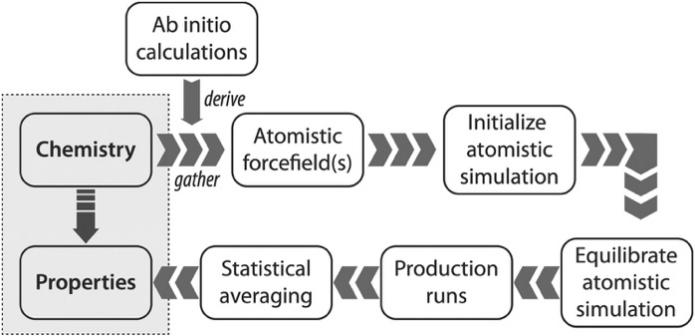 Ab initio
calculations
derive
Chemistry
gather
Atomistic
forcefield(s)
Initialize
atomistic
simulation
Equilibrate
atomistic
simulation
Production
runs
Statistical
averaging
Properties